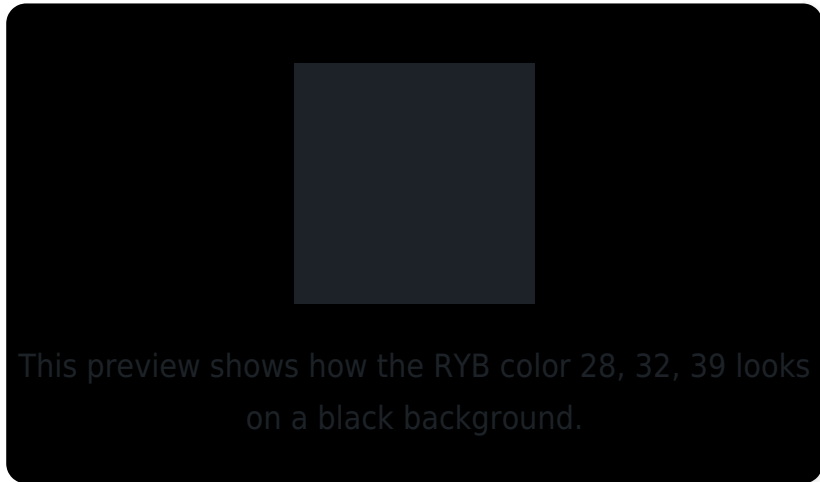 This preview shows how the RYB color 28, 32, 39 looks
on a black background.